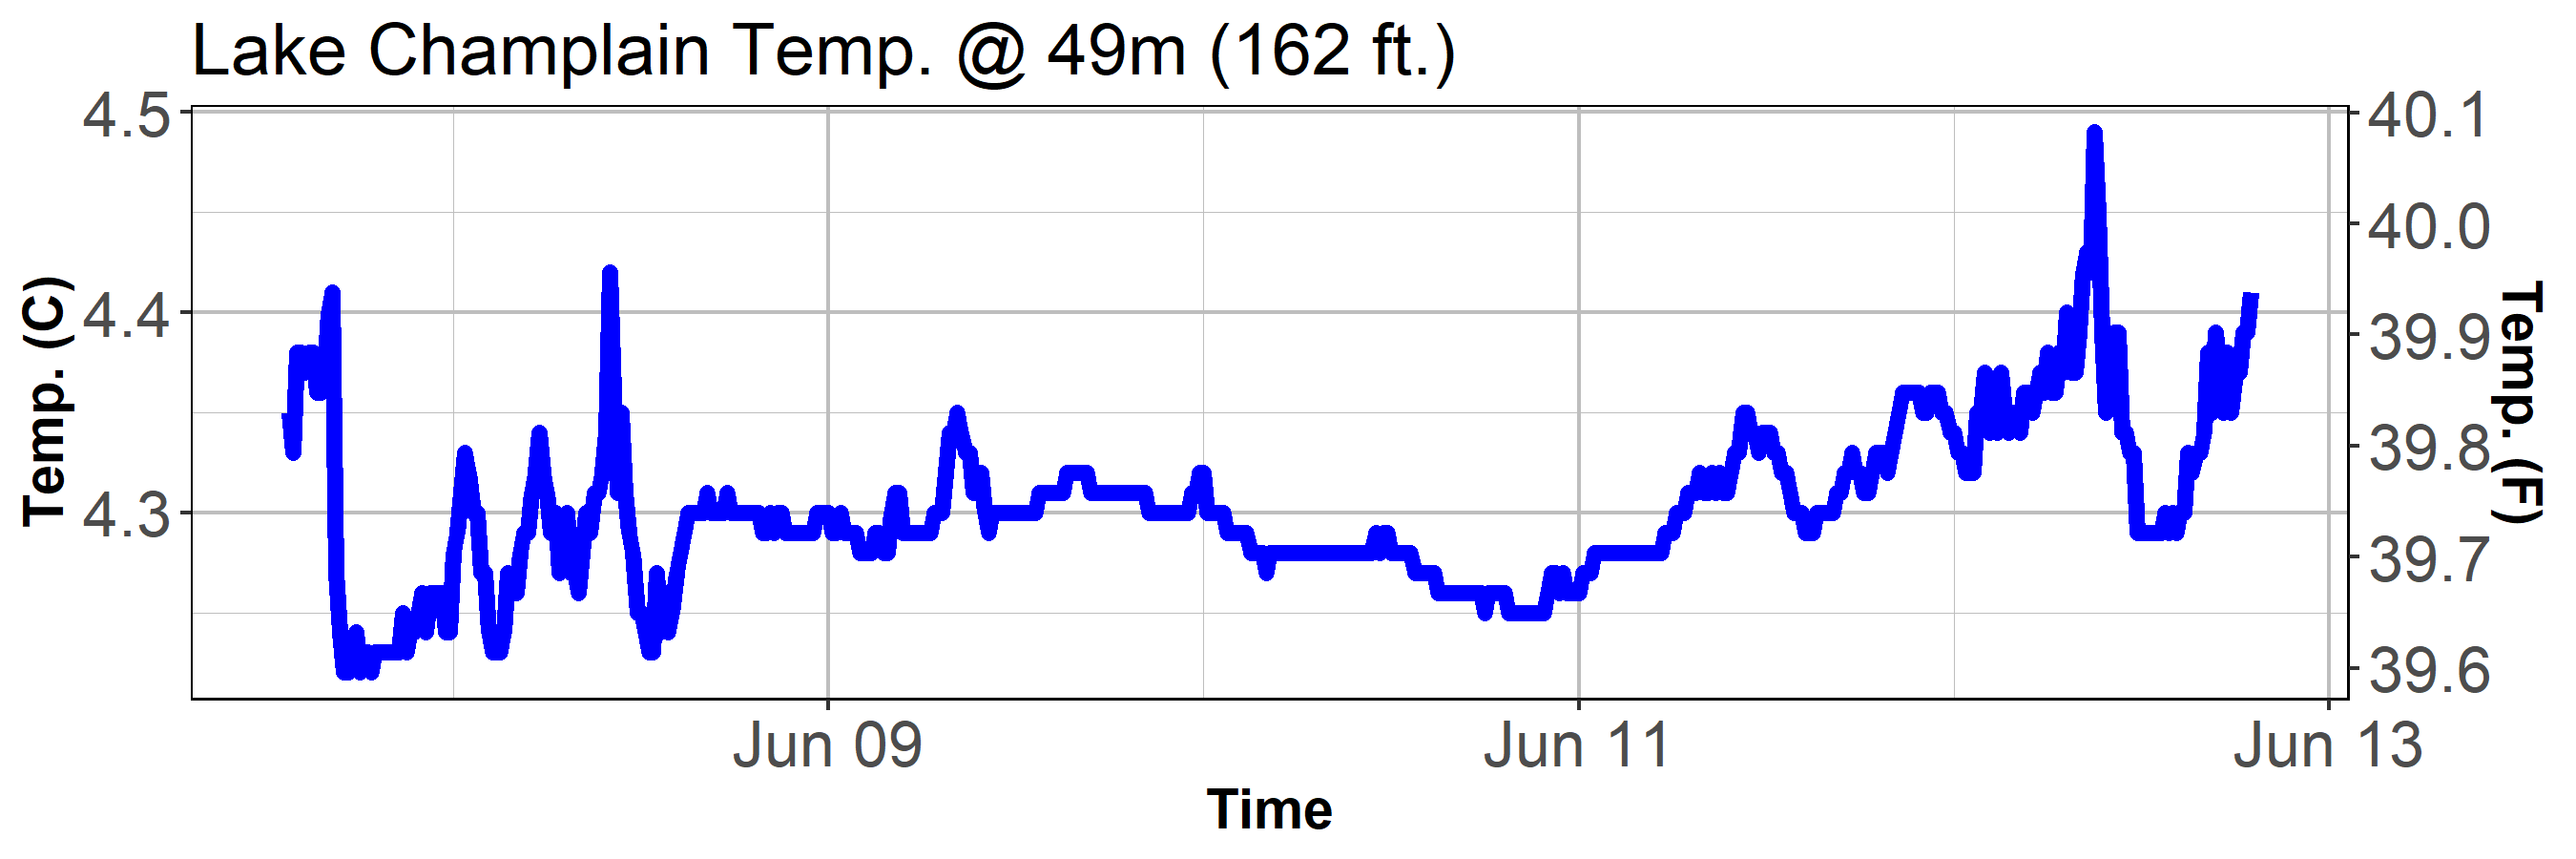 Lake Champlain Temp. @ 49m (162 ft.)
Temp. (C)
4.5
4.4
4.3
40.1
40.0
39.9
39.8
39.7
39.6
Temp. (F)
Jun 09
Jun 11
Jun 13
Time